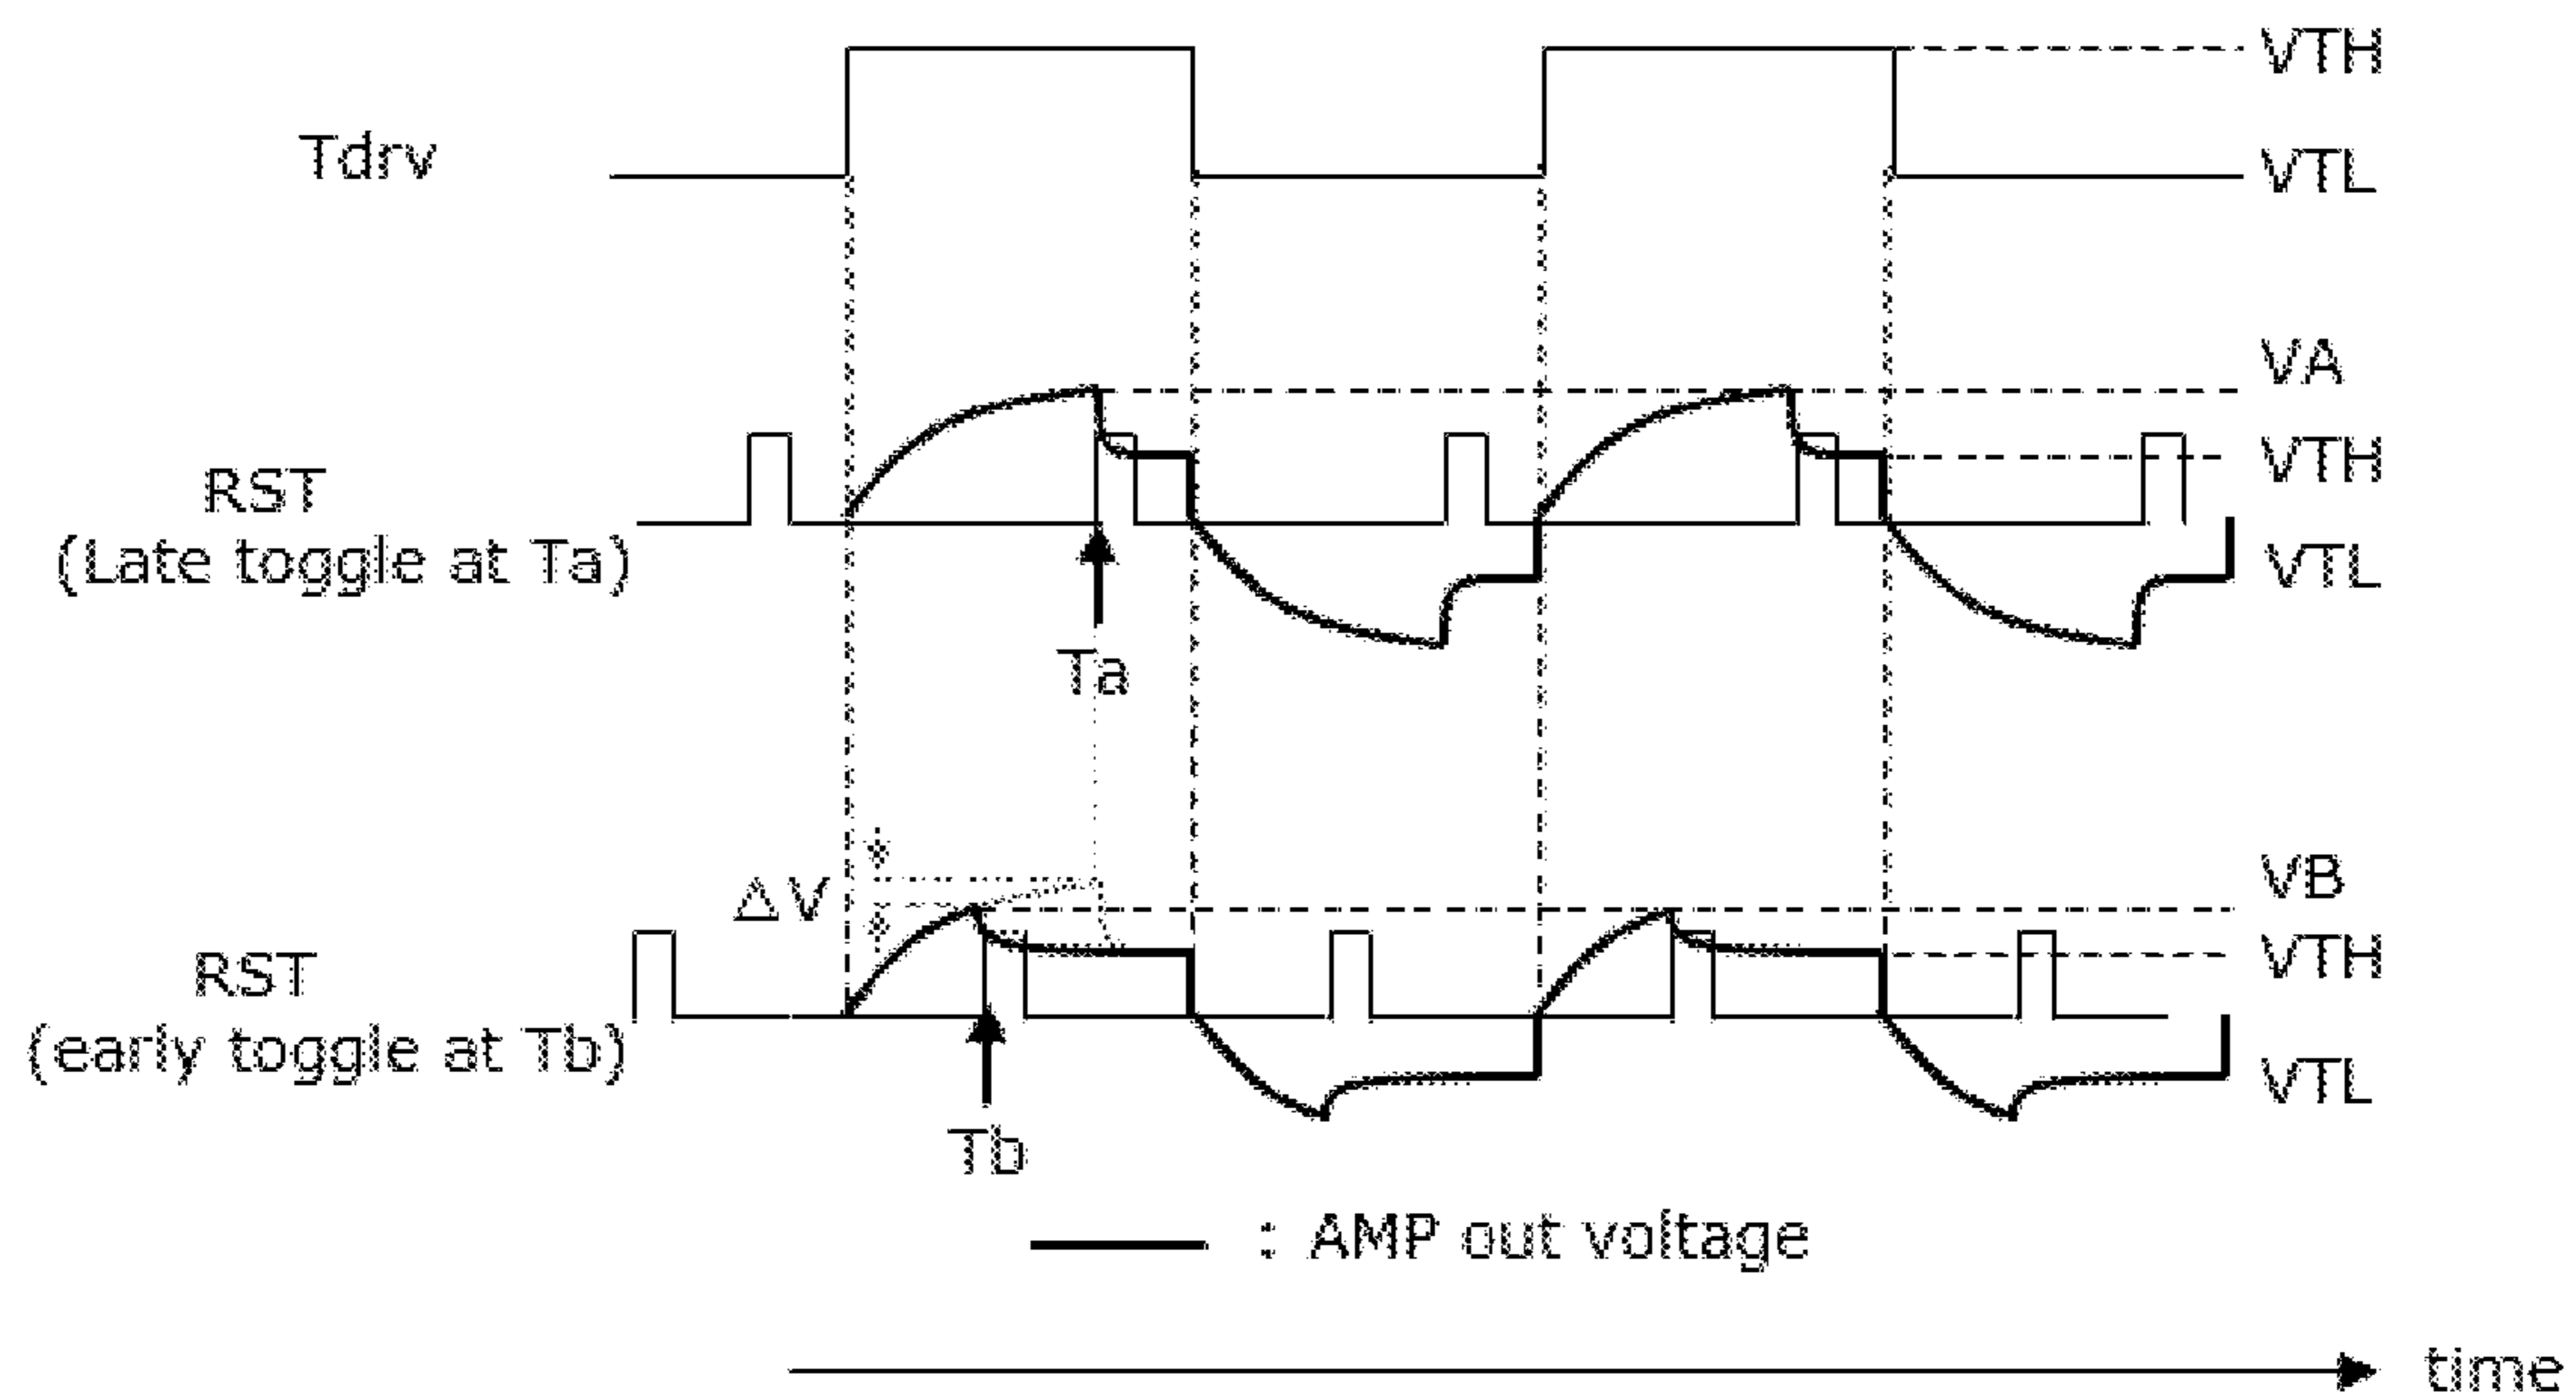 VTH
Tdrv
VTL
VA
RST
VTH
(Late toggle at Ta)
VTL
Ta
ΔV
VB
RST
VTH
(early toggle at Tb)
VTL
Tb
: AMP out voltage
time